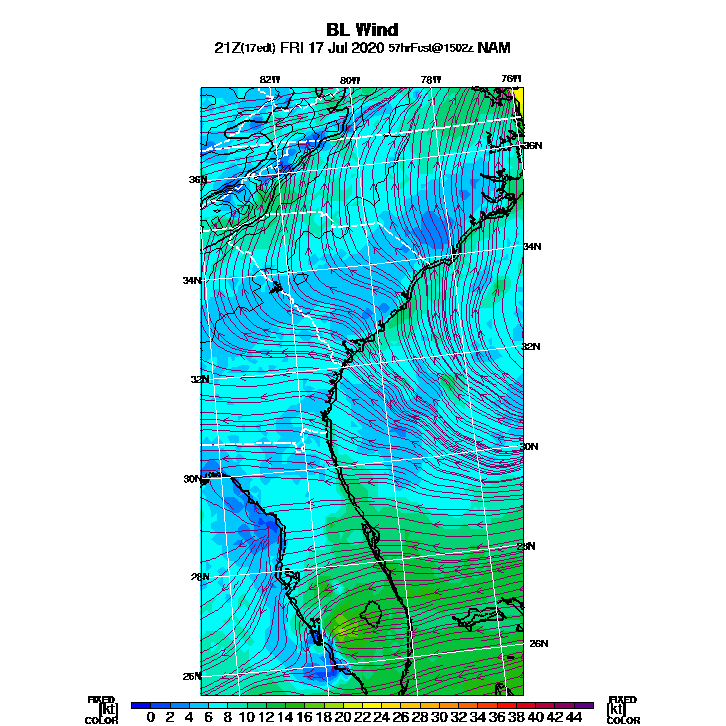 BL Wind
21Z(17edt) FRI 17 Jul 2020 57hrFcst@1502z NAM
82W 80W 78W 76W
36N
36N
34N
34N
32N
32N
30N
30N
28N
28N
26N
26N
FIXED FIXED
[kt] 0 2 4 6 8 10 12 14 16 18 20 22 24 26 28 30 32 34 36 38 40 42 44 [kt]
COLOR COLOR